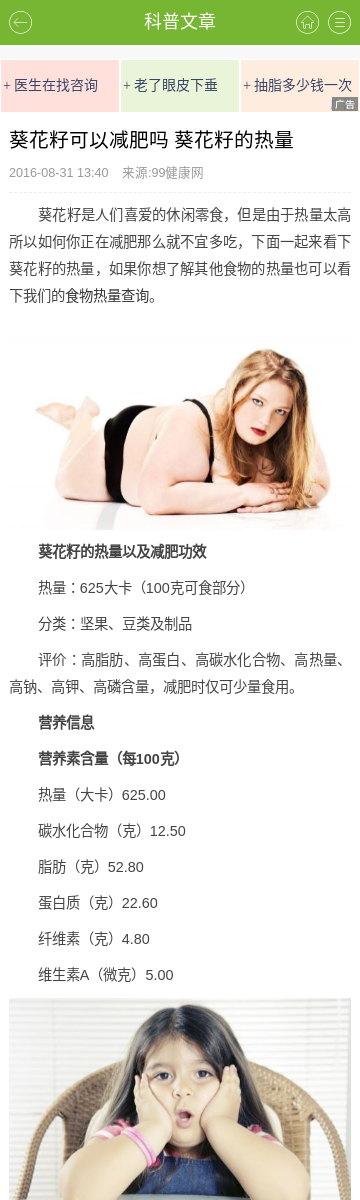 科普文章
+ 医生在找咨询
+ 老了眼皮下垂
+ 抽脂多少钱一次
广告
葵花籽可以减肥吗 葵花籽的热量
2016-08-31 13:40 来源:99健康网
葵花籽是人们喜爱的休闲零食，但是由于热量太高
所以如何你正在减肥那么就不宜多吃，下面一起来看下
葵花籽的热量，如果你想了解其他食物的热量也可以看
下我们的食物热量查询。
葵花籽的热量以及减肥功效
热量：625大卡（100克可食部分）
分类：坚果、豆类及制品
评价：高脂肪、高蛋白、高碳水化合物、高热量、
高钠、高钾、高磷含量，减肥时仅可少量食用。
营养信息
营养素含量（每100克）
热量（大卡）625.00
碳水化合物（克）12.50
脂肪（克）52.80
蛋白质（克）22.60
纤维素（克）4.80
维生素A（微克）5.00